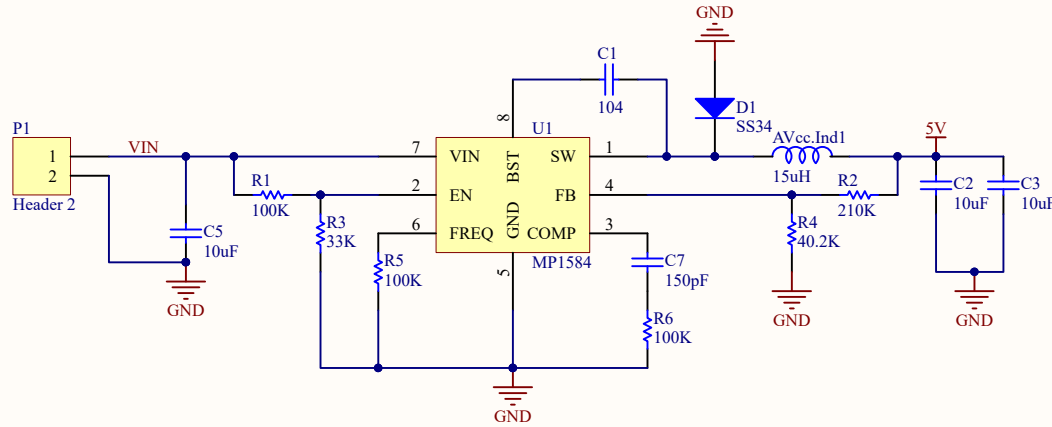 GND
C1
104
D1
SS34
P1
1
2
Header 2
VIN
8
U1
7
VIN
BST
SW
1
AVcc.Ind1
15uH
5V
R1
100K
2
EN
FB
4
R2
210K
C2
10uF
C3
10uF
R3
33K
C5
10uF
6
FREQ
GND
COMP
3
R4
40.2K
R5
100K
5
MP1584
C7
150pF
GND
GND
GND
R6
100K
GND